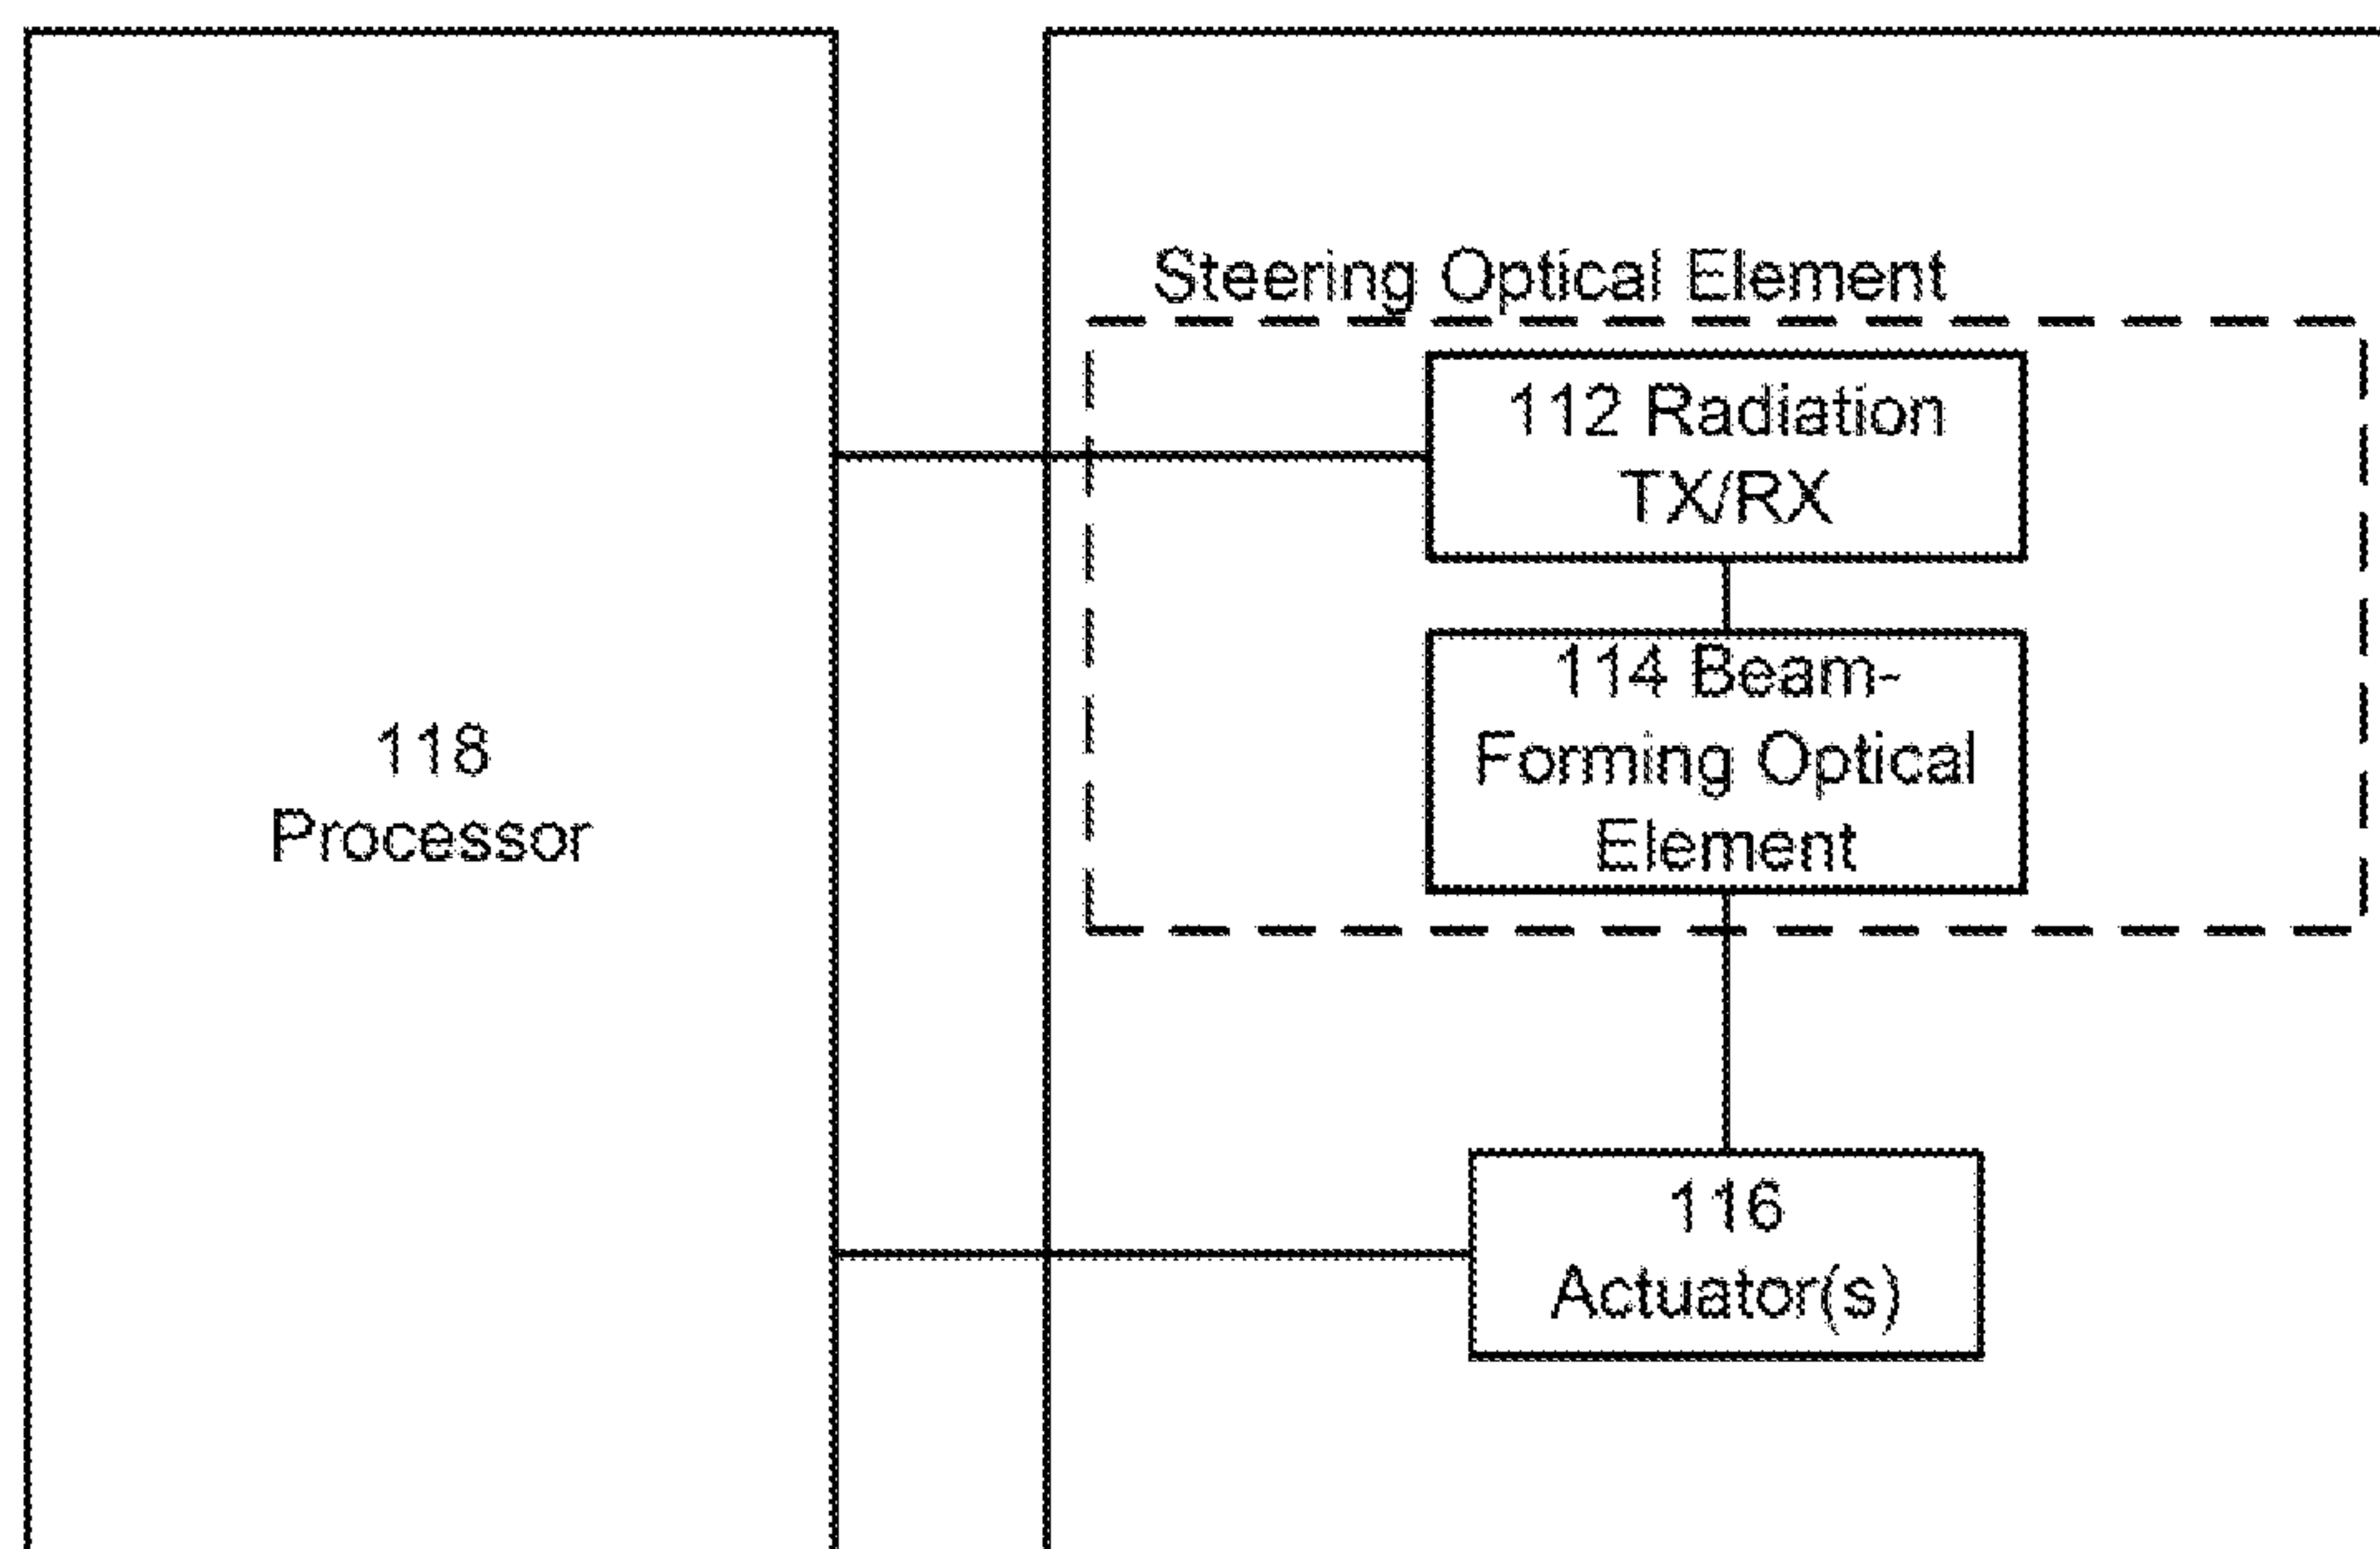 Steering Optical Element
112 Radiation
TX/RX
114 Beam-
Forming Optical
Element
118
Processor
116
Actuator(s)